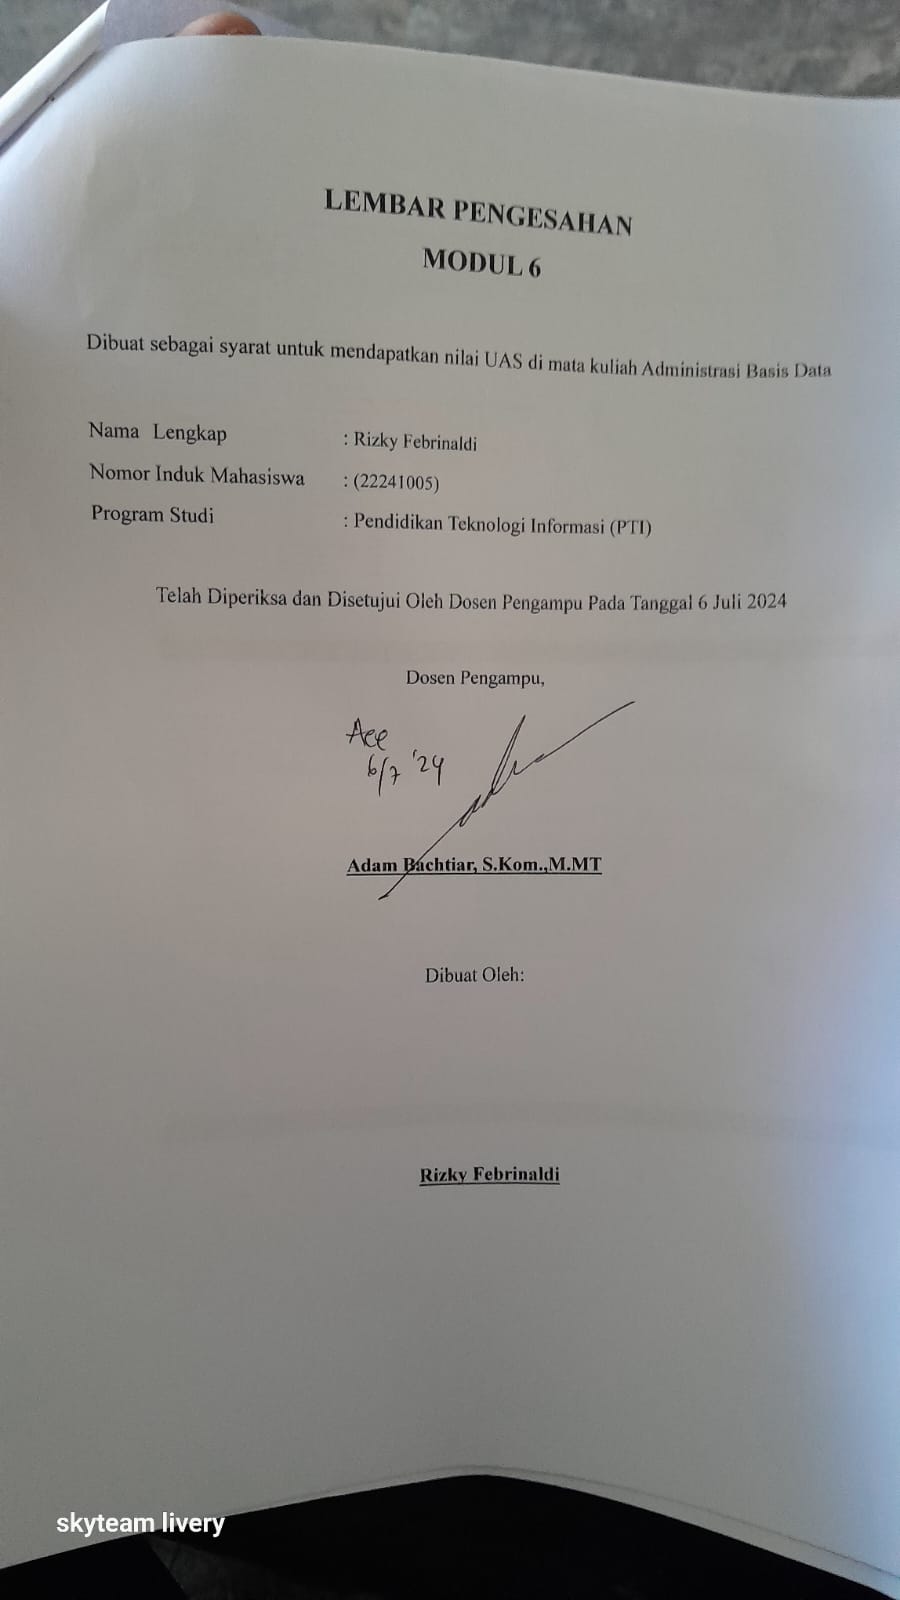 LEMBAR PENGESAHAN
MODUL 6
Dibuat sebagai syarat untuk mendapatkan nilai UAS di mata kuliah Administrasi Basis Data
Nama Lengkap : Rizky Febrinaldi
Nomor Induk Mahasiswa : (22241005)
Program Studi : Pendidikan Teknologi Informasi (PTI)
Telah Diperiksa dan Disetujui Oleh Dosen Pengampu Pada Tanggal 6 Juli 2024
Dosen Pengampu,
Acc
6/7 '24
Adam Bachtiar, S.Kom.,M.MT
Dibuat Oleh:
Rizky Febrinaldi
skyteam livery